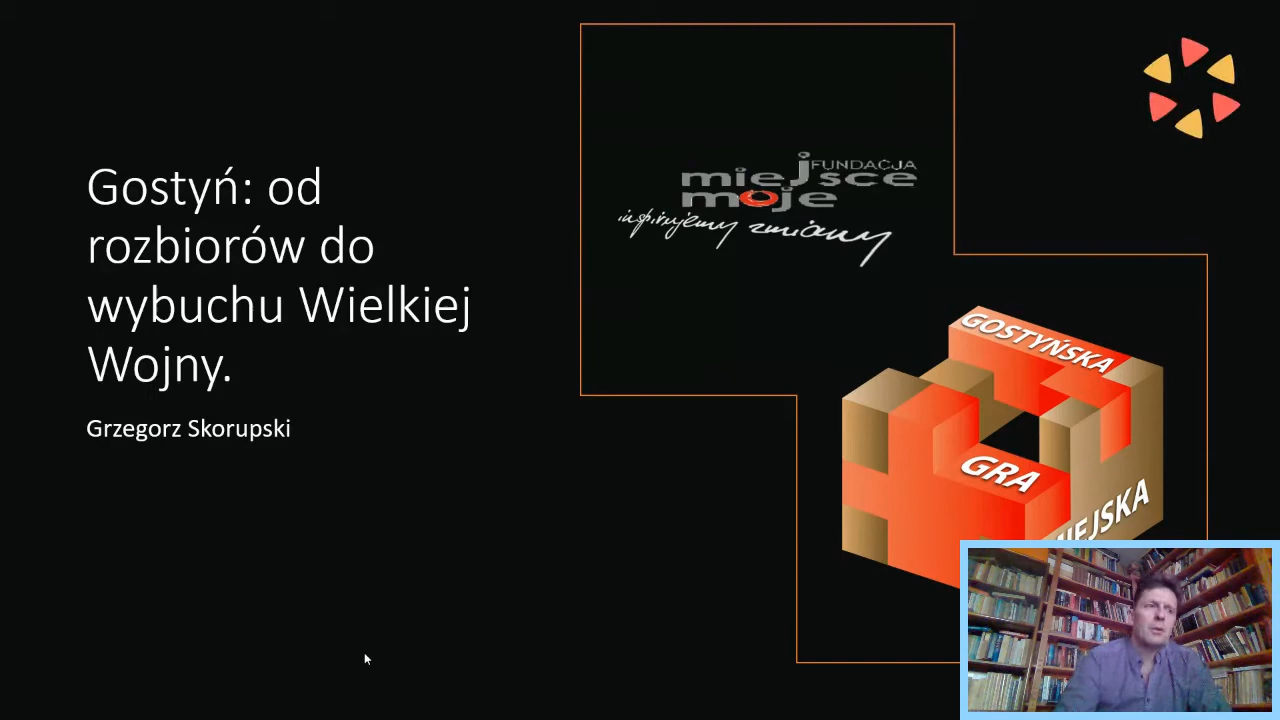 Gostyń: od
rozbiorów do
wybuchu Wielkiej
Wojny.
Grzegorz Skorupski
FUNDACJA
miejsce
moje
inspirujemy zmiany
GOSTYŃSKA
GRA